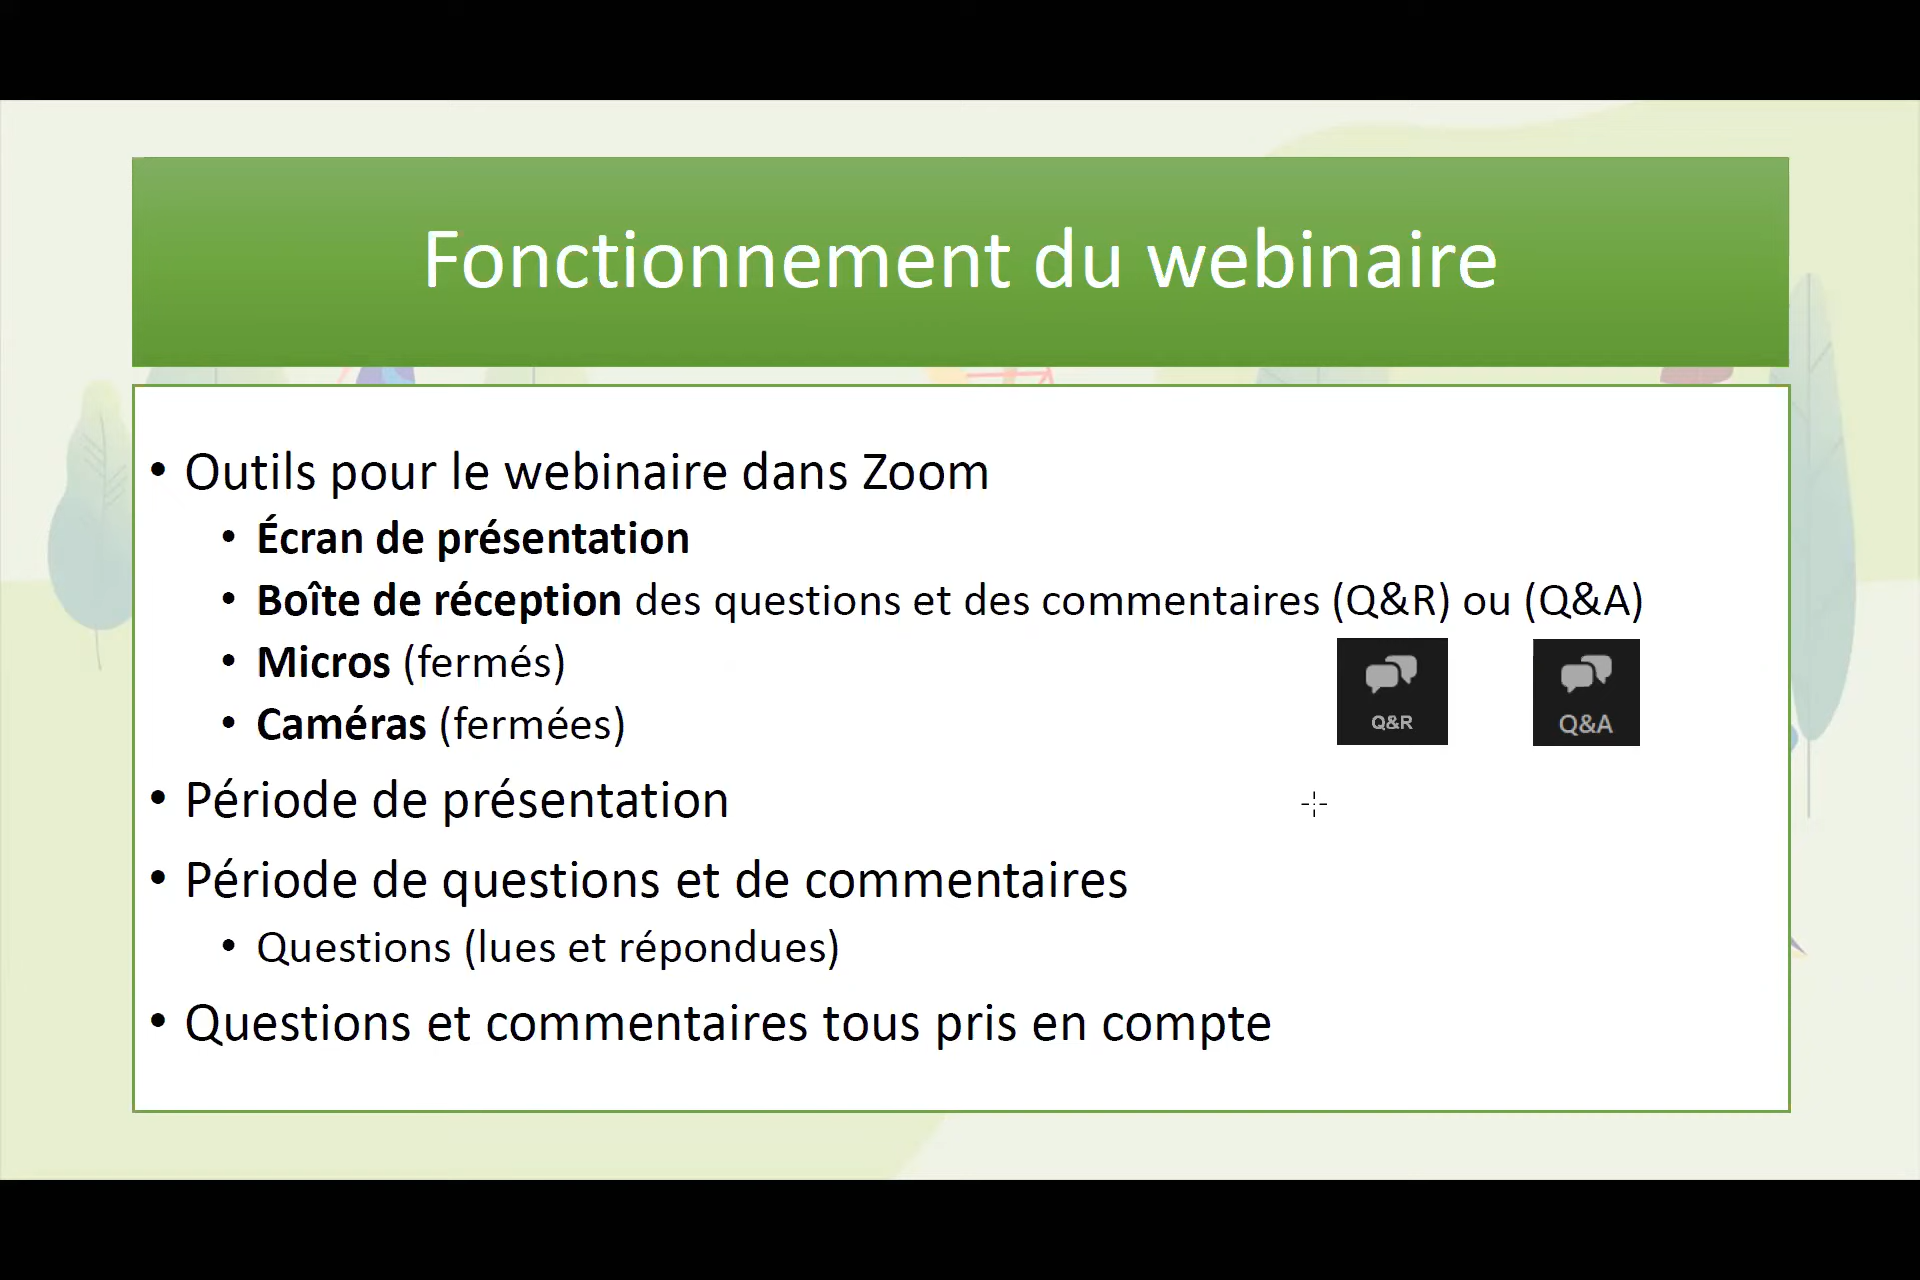 Fonctionnement du webinaire
• Outils pour le webinaire dans Zoom
• Écran de présentation
• Boîte de réception des questions et des commentaires (Q&R) ou (Q&A)
• Micros (fermés)
Q&R Q&A
• Caméras (fermées)
• Période de présentation
• Période de questions et de commentaires
• Questions (lues et répondues)
• Questions et commentaires tous pris en compte